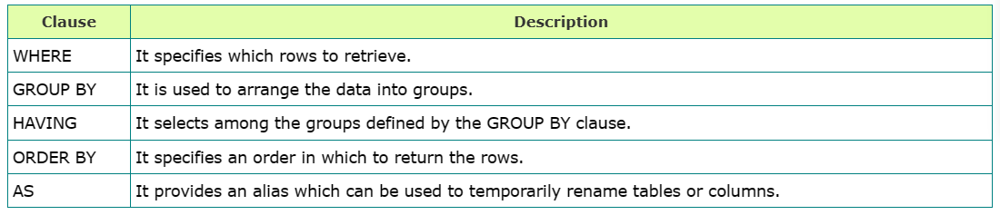 Clause Description
WHERE It specifies which rows to retrieve.
GROUP BY It is used to arrange the data into groups.
HAVING It selects among the groups defined by the GROUP BY clause.
ORDER BY It specifies an order in which to return the rows.
AS It provides an alias which can be used to temporarily rename tables or columns.